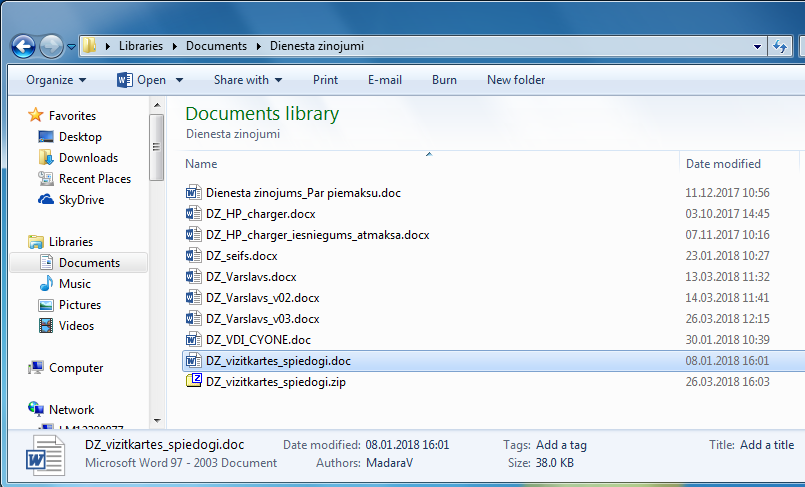 Libraries Documents Dienesta zinojumi
Organize Open Share with Print E-mail Burn New folder
Favorites
Desktop
Downloads
Recent Places
SkyDrive
Libraries
Documents
Music
Pictures
Videos
Computer
Network
Documents library
Dienesta zinojumi
Name Date modified
Dienesta zinojums_Par piemaksu.doc 11.12.2017 10:56
DZ_HP_charger.docx 03.10.2017 14:45
DZ_HP_charger_iesniegums_atmaksa.docx 07.11.2017 10:16
DZ_seifs.docx 23.01.2018 10:27
DZ_Varslavs.docx 13.03.2018 11:32
DZ_Varslavs_v02.docx 14.03.2018 11:41
DZ_Varslavs_v03.docx 26.03.2018 12:15
DZ_VDI_CYONE.doc 30.01.2018 10:39
DZ_vizitkartes_spiedogi.doc 08.01.2018 16:01
DZ_vizitkartes_spiedogi.zip 26.03.2018 16:03
DZ_vizitkartes_spiedogi.doc Date modified: 08.01.2018 16:01 Tags: Add a tag Title: Add a title
Microsoft Word 97 - 2003 Document Authors: MadaraV Size: 38.0 KB